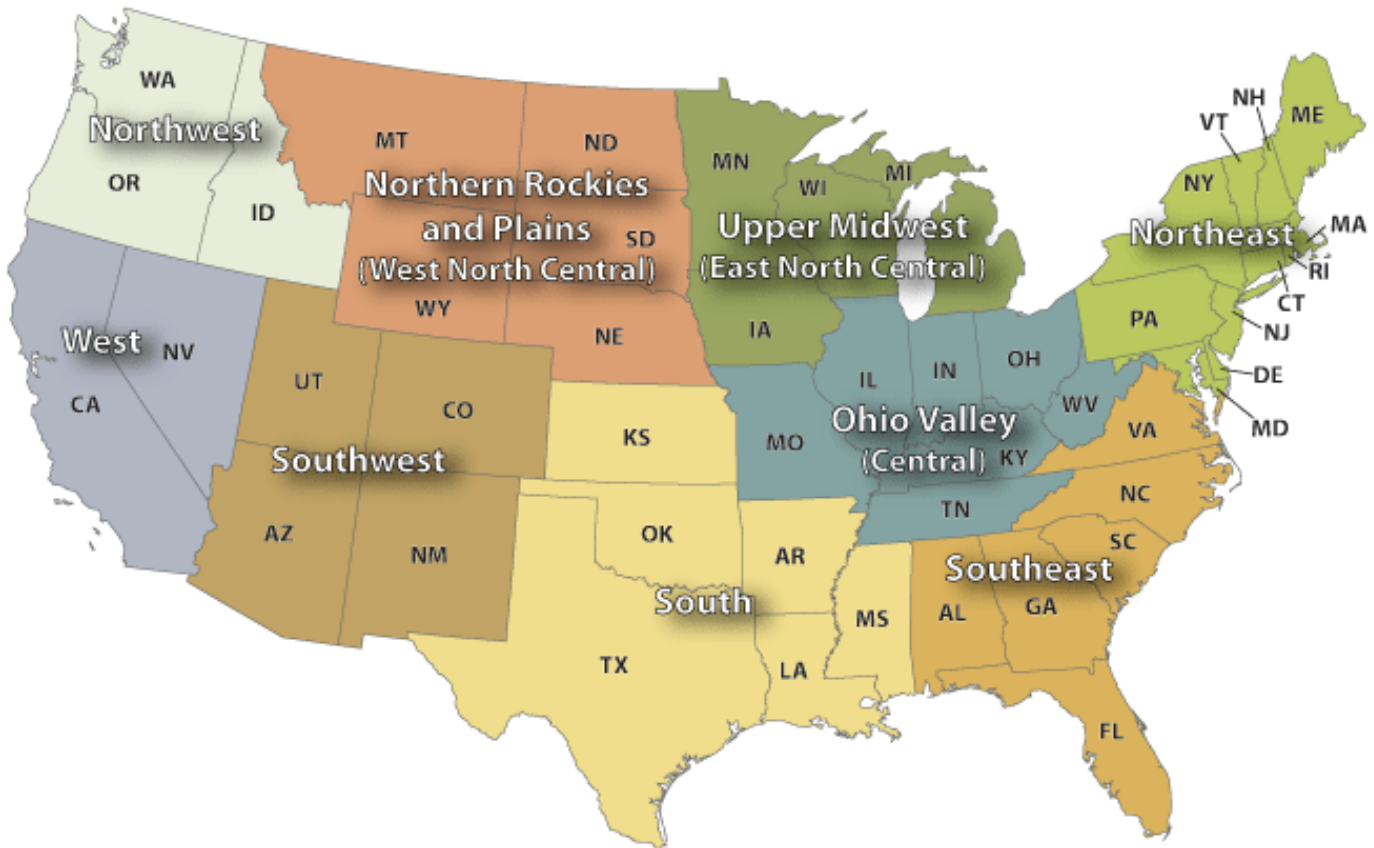 WA
Northwest
OR
ID
MT
ND
Northern Rockies
and Plains
(West North Central)
SD
WY
NE
MN
WI
MI
Upper Midwest
(East North Central)
IA
NH
VT
ME
NY
Northeast
MA
RI
CT
PA
NJ
DE
MD
West
NV
CA
UT
CO
Southwest
AZ
NM
KS
OK
AR
South
TX
LA
MS
IL
IN
OH
WV
Ohio Valley
(Central)
MO
KY
TN
VA
NC
SC
Southeast
AL
GA
FL